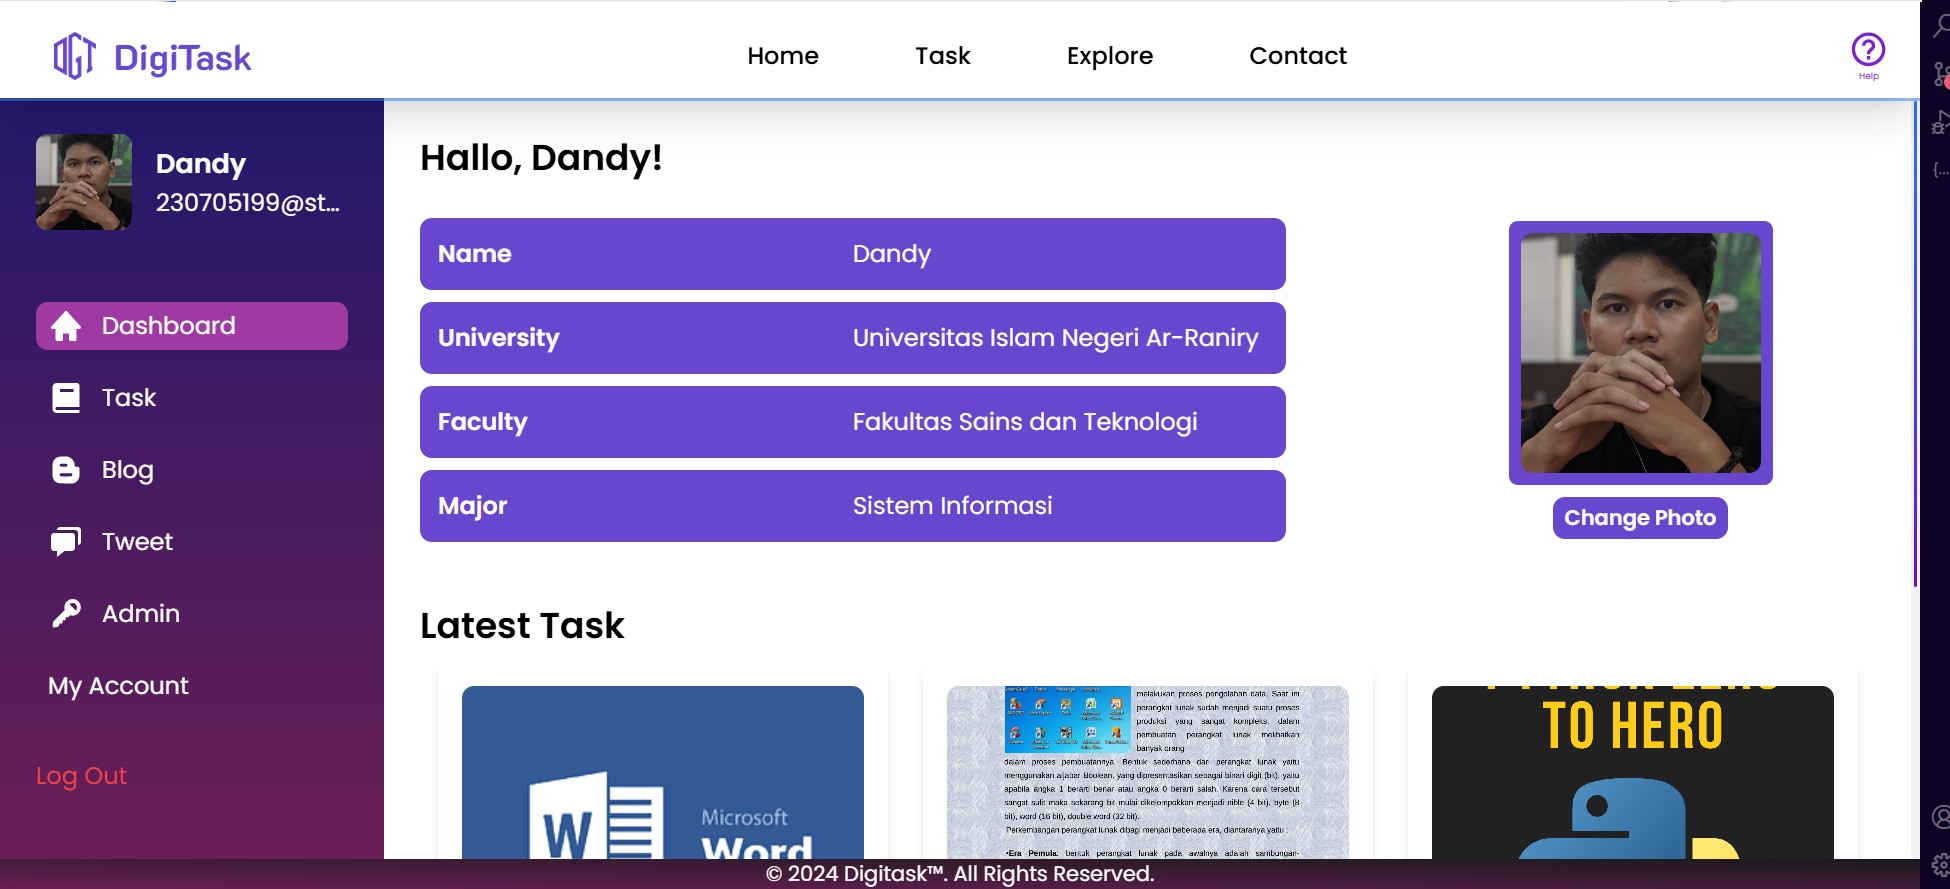 DigiTask
Home
Task
Explore
Contact
Help
Dandy
230705199@st...
Dashboard
Task
Blog
Tweet
Admin
My Account
Log Out
Hallo, Dandy!
Name
Dandy
University
Universitas Islam Negeri Ar-Raniry
Faculty
Fakultas Sains dan Teknologi
Major
Sistem Informasi
Change Photo
Latest Task
W
Microsoft
Word
melakukan proses pengolahan data. Saat ini
perangkat lunak sudah menjadi suatu proses
produksi yang sangat kompleks, dalam
pembuatan perangkat lunak melibatkan
banyak orang
dalam proses pembuatannya. Bentuk sederhana dari perangkat lunak yaitu
menggunakan aljabar Boolean, yang dipresentasikan sebagai binari digit (bit), yaitu
apabila angka 1 berarti benar atau angka 0 berarti salah. Karena cara tersebut
sangat sulit maka sekarang bit mulai dikelompokkan menjadi nible (4 bit), byte (8
bit), word (16 bit), double word (32 bit).
Perkembangan perangkat lunak dibagi menjadi beberapa era, diantaranya yaitu :
•Era Pemula: bentuk perangkat lunak pada awalnya adalah sambungan-
PYTHON ZERO
TO HERO
© 2024 Digitask™. All Rights Reserved.